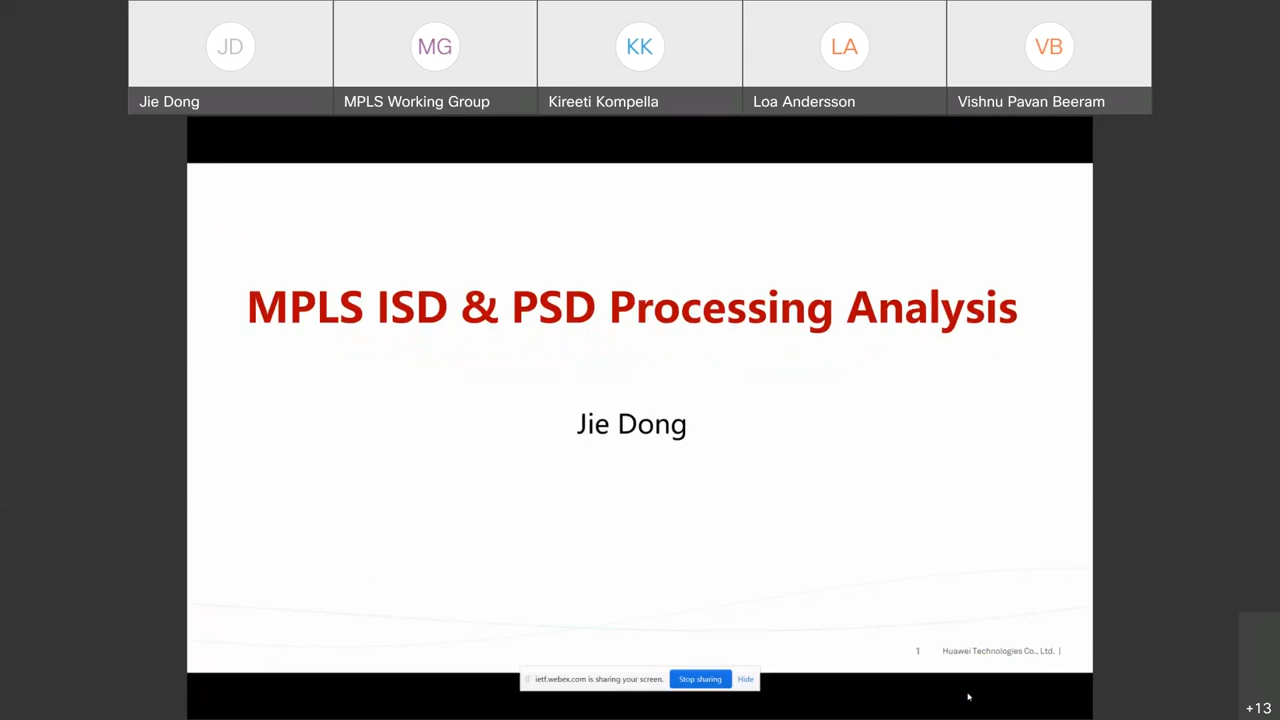 JD
MG
KK
LA
VB
Jie Dong
MPLS Working Group
Kireeti Kompella
Loa Andersson
Vishnu Pavan Beeram
MPLS ISD & PSD Processing Analysis
Jie Dong
1 Huawei Technologies Co., Ltd. |
ietf.webex.com is sharing your screen. Stop sharing Hide
+13